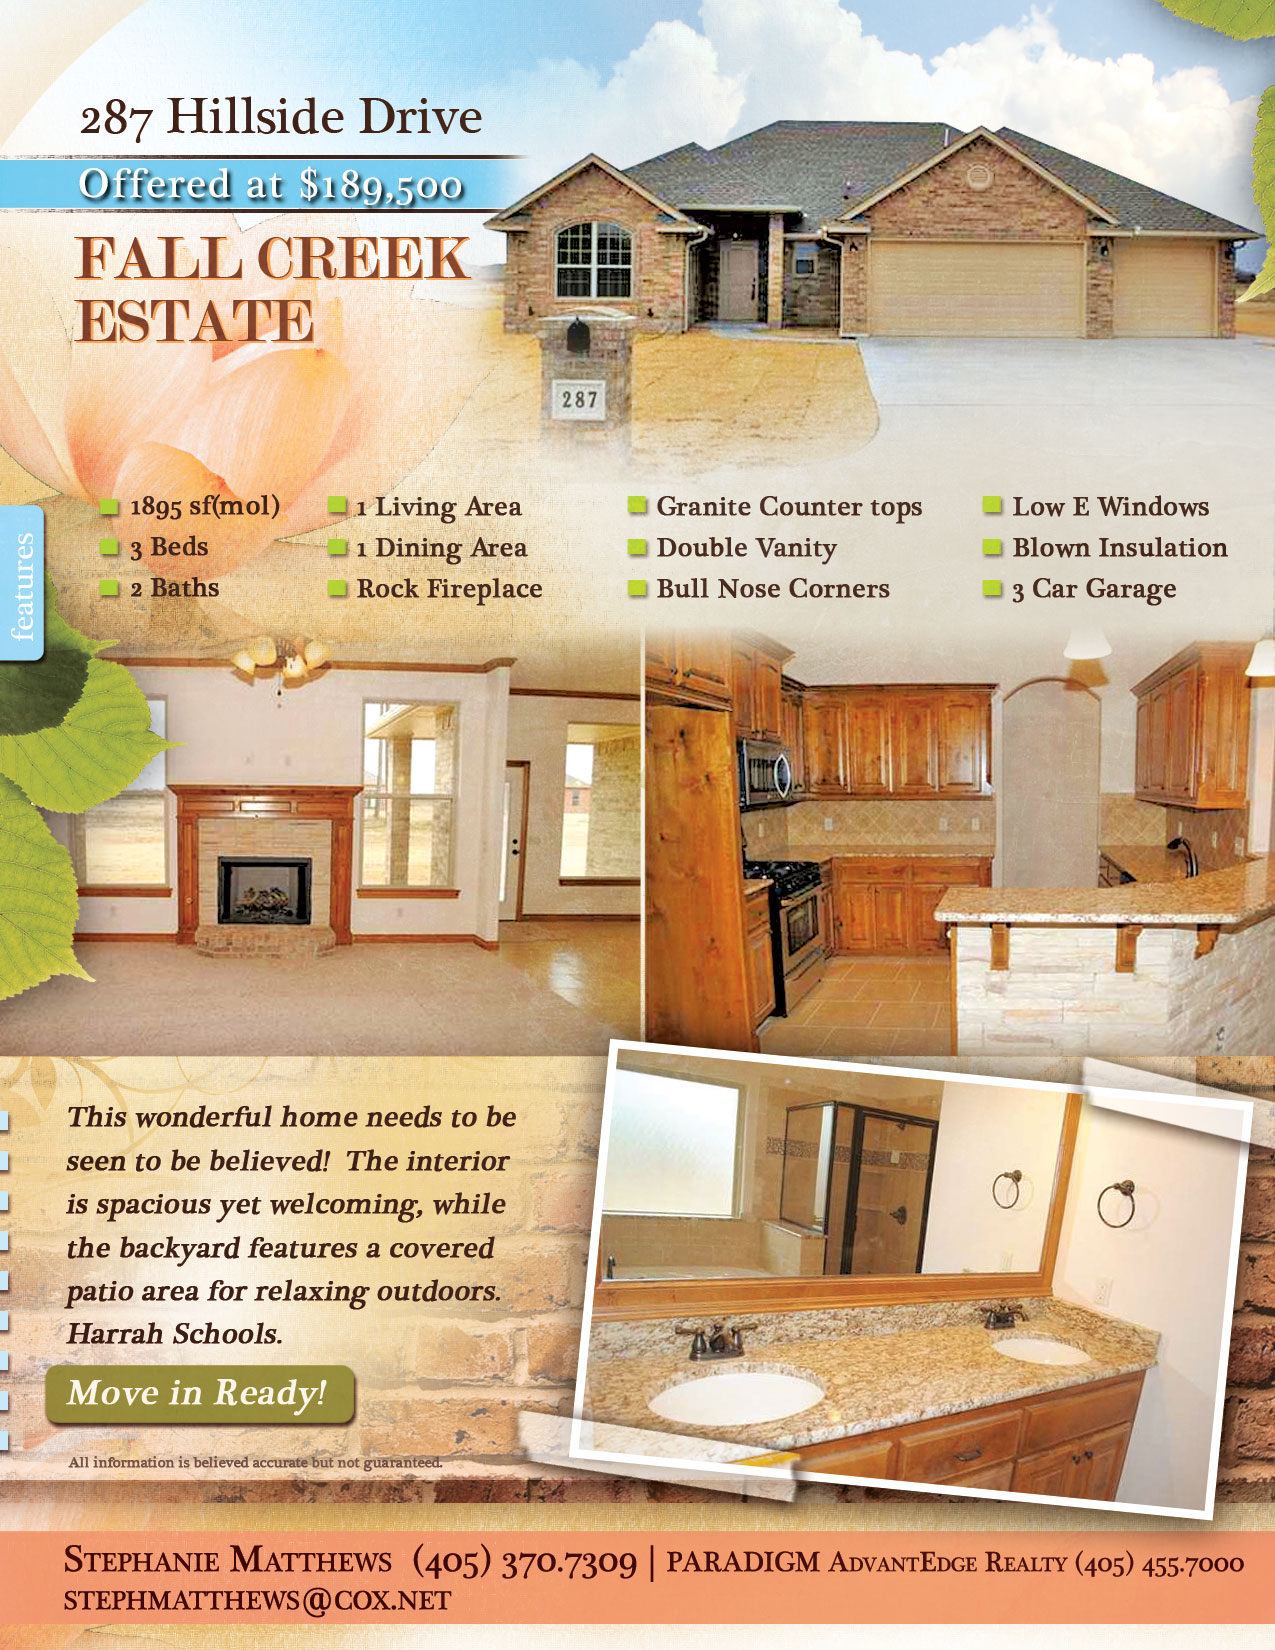 287 Hillside Drive
Offered at $189,500
FALL CREEK
ESTATE
287
features
1895 sf(mol)
3 Beds
2 Baths
1 Living Area
1 Dining Area
Rock Fireplace
Granite Counter tops
Double Vanity
Bull Nose Corners
Low E Windows
Blown Insulation
3 Car Garage
This wonderful home needs to be
seen to be believed!  The interior
is spacious yet welcoming, while
the backyard features a covered
patio area for relaxing outdoors.
Harrah Schools.
Move in Ready!
All information is believed accurate but not guaranteed.
STEPHANIE MATTHEWS (405) 370.7309 | PARADIGM ADVANTEDGE REALTY (405) 455.7000
STEPHMATTHEWS@COX.NET